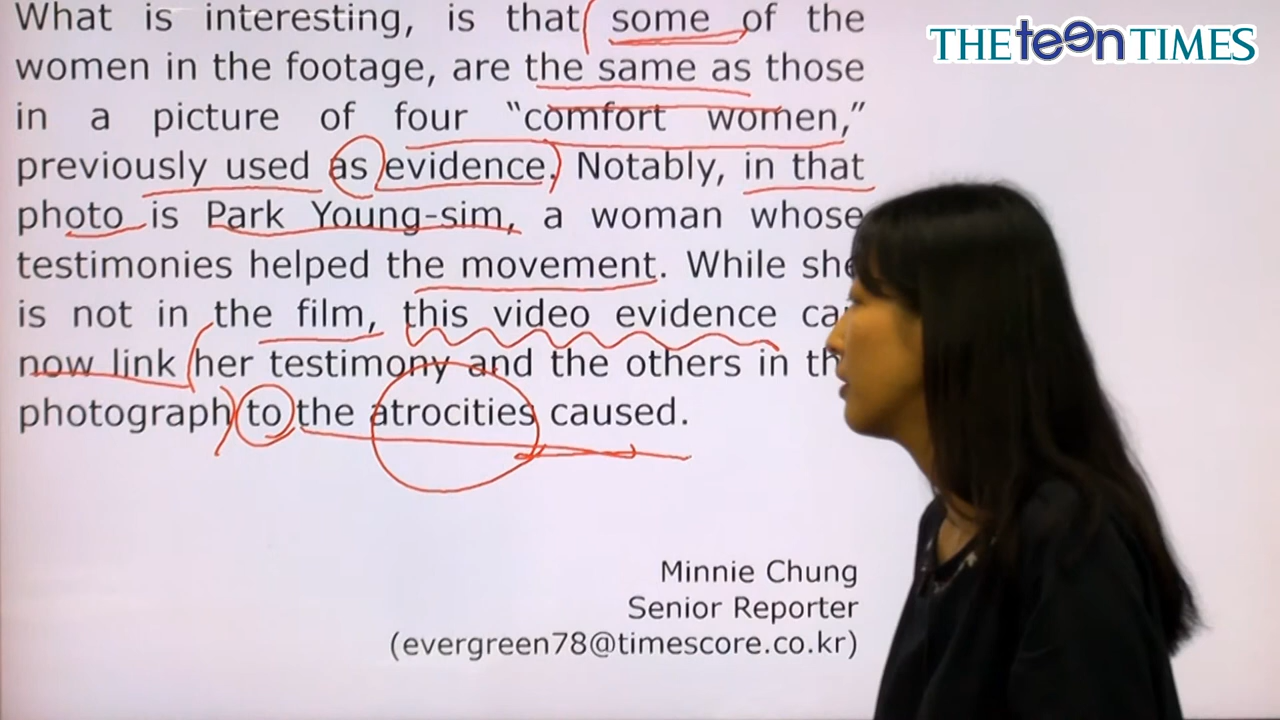 What is interesting, is that some of the
THE teen TIMES
women in the footage, are the same as those
in a picture of four “comfort women,”
previously used as evidence. Notably, in that
photo is Park Young-sim, a woman whose
testimonies helped the movement. While she
is not in the film, this video evidence
now link her testimony and the others in
photograph to the atrocities caused.
Minnie Chung
Senior Reporter
(evergreen78@timescore.co.kr)